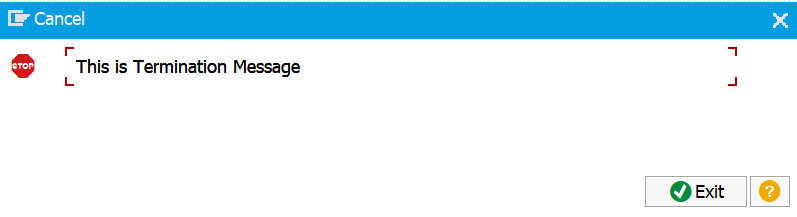 Cancel
STOP
This is Termination Message
Exit
?